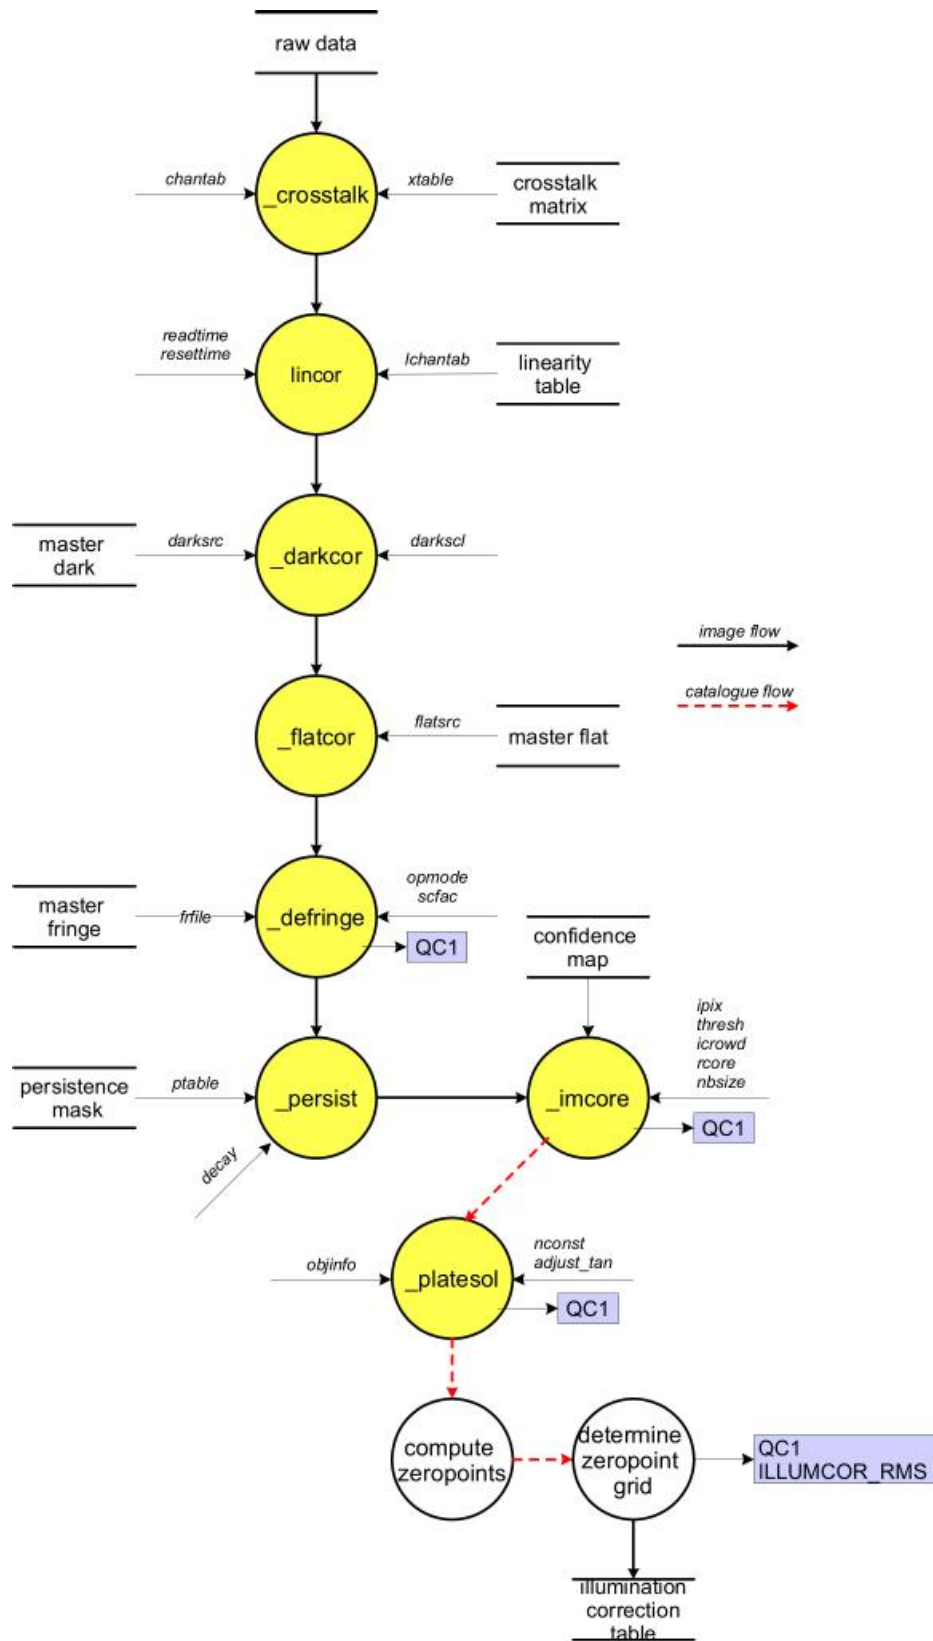 raw data
chantab
_crosstalk
xtable
crosstalk
matrix
readtime
resettime
lincor
lchantab
linearity
table
master
dark
darksrc
_darkcor
darkscl
image flow
catalogue flow
_flatcor
flatsrc
master flat
master
fringe
frfile
_defringe
opmode
scfac
QC1
confidence
map
persistence
mask
ptable
decay
_persist
_imcore
ipix
thresh
icrowd
rcore
nbsize
QC1
objinfo
_platesol
nconst
adjust_tan
QC1
compute
zeropoints
determine
zeropoint
grid
QC1
ILLUMCOR_RMS
illumination
correction
table